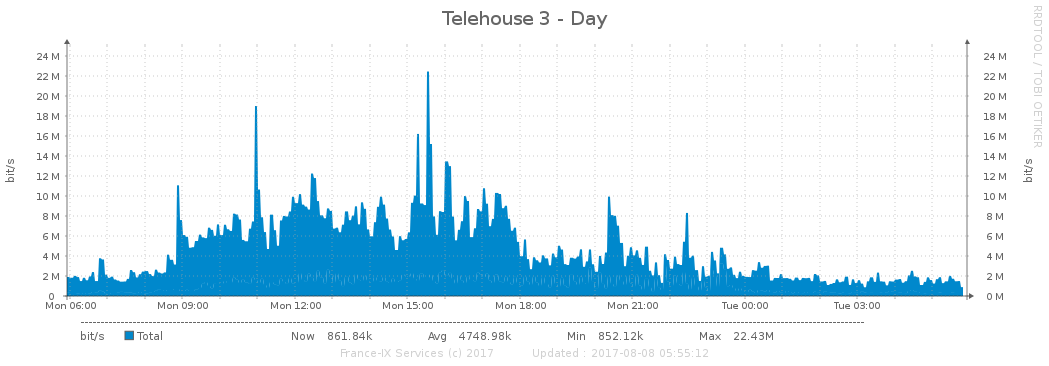 Telehouse 3 - Day
RRDTOOL / TOBI OETIKER
24 M 24 M
22 M 22 M
20 M 20 M
18 M 18 M
16 M 16 M
14 M 14 M
12 M 12 M
10 M 10 M
8 M 8 M
6 M 6 M
4 M 4 M
2 M 2 M
0 0 M
bit/s bit/s
Mon 06:00 Mon 09:00 Mon 12:00 Mon 15:00 Mon 18:00 Mon 21:00 Tue 00:00 Tue 03:00
bit/s Total Now 861.84k Avg 4748.98k Min 852.12k Max 22.43M
France-IX Services (c) 2017 Updated : 2017-08-08 05:55:12